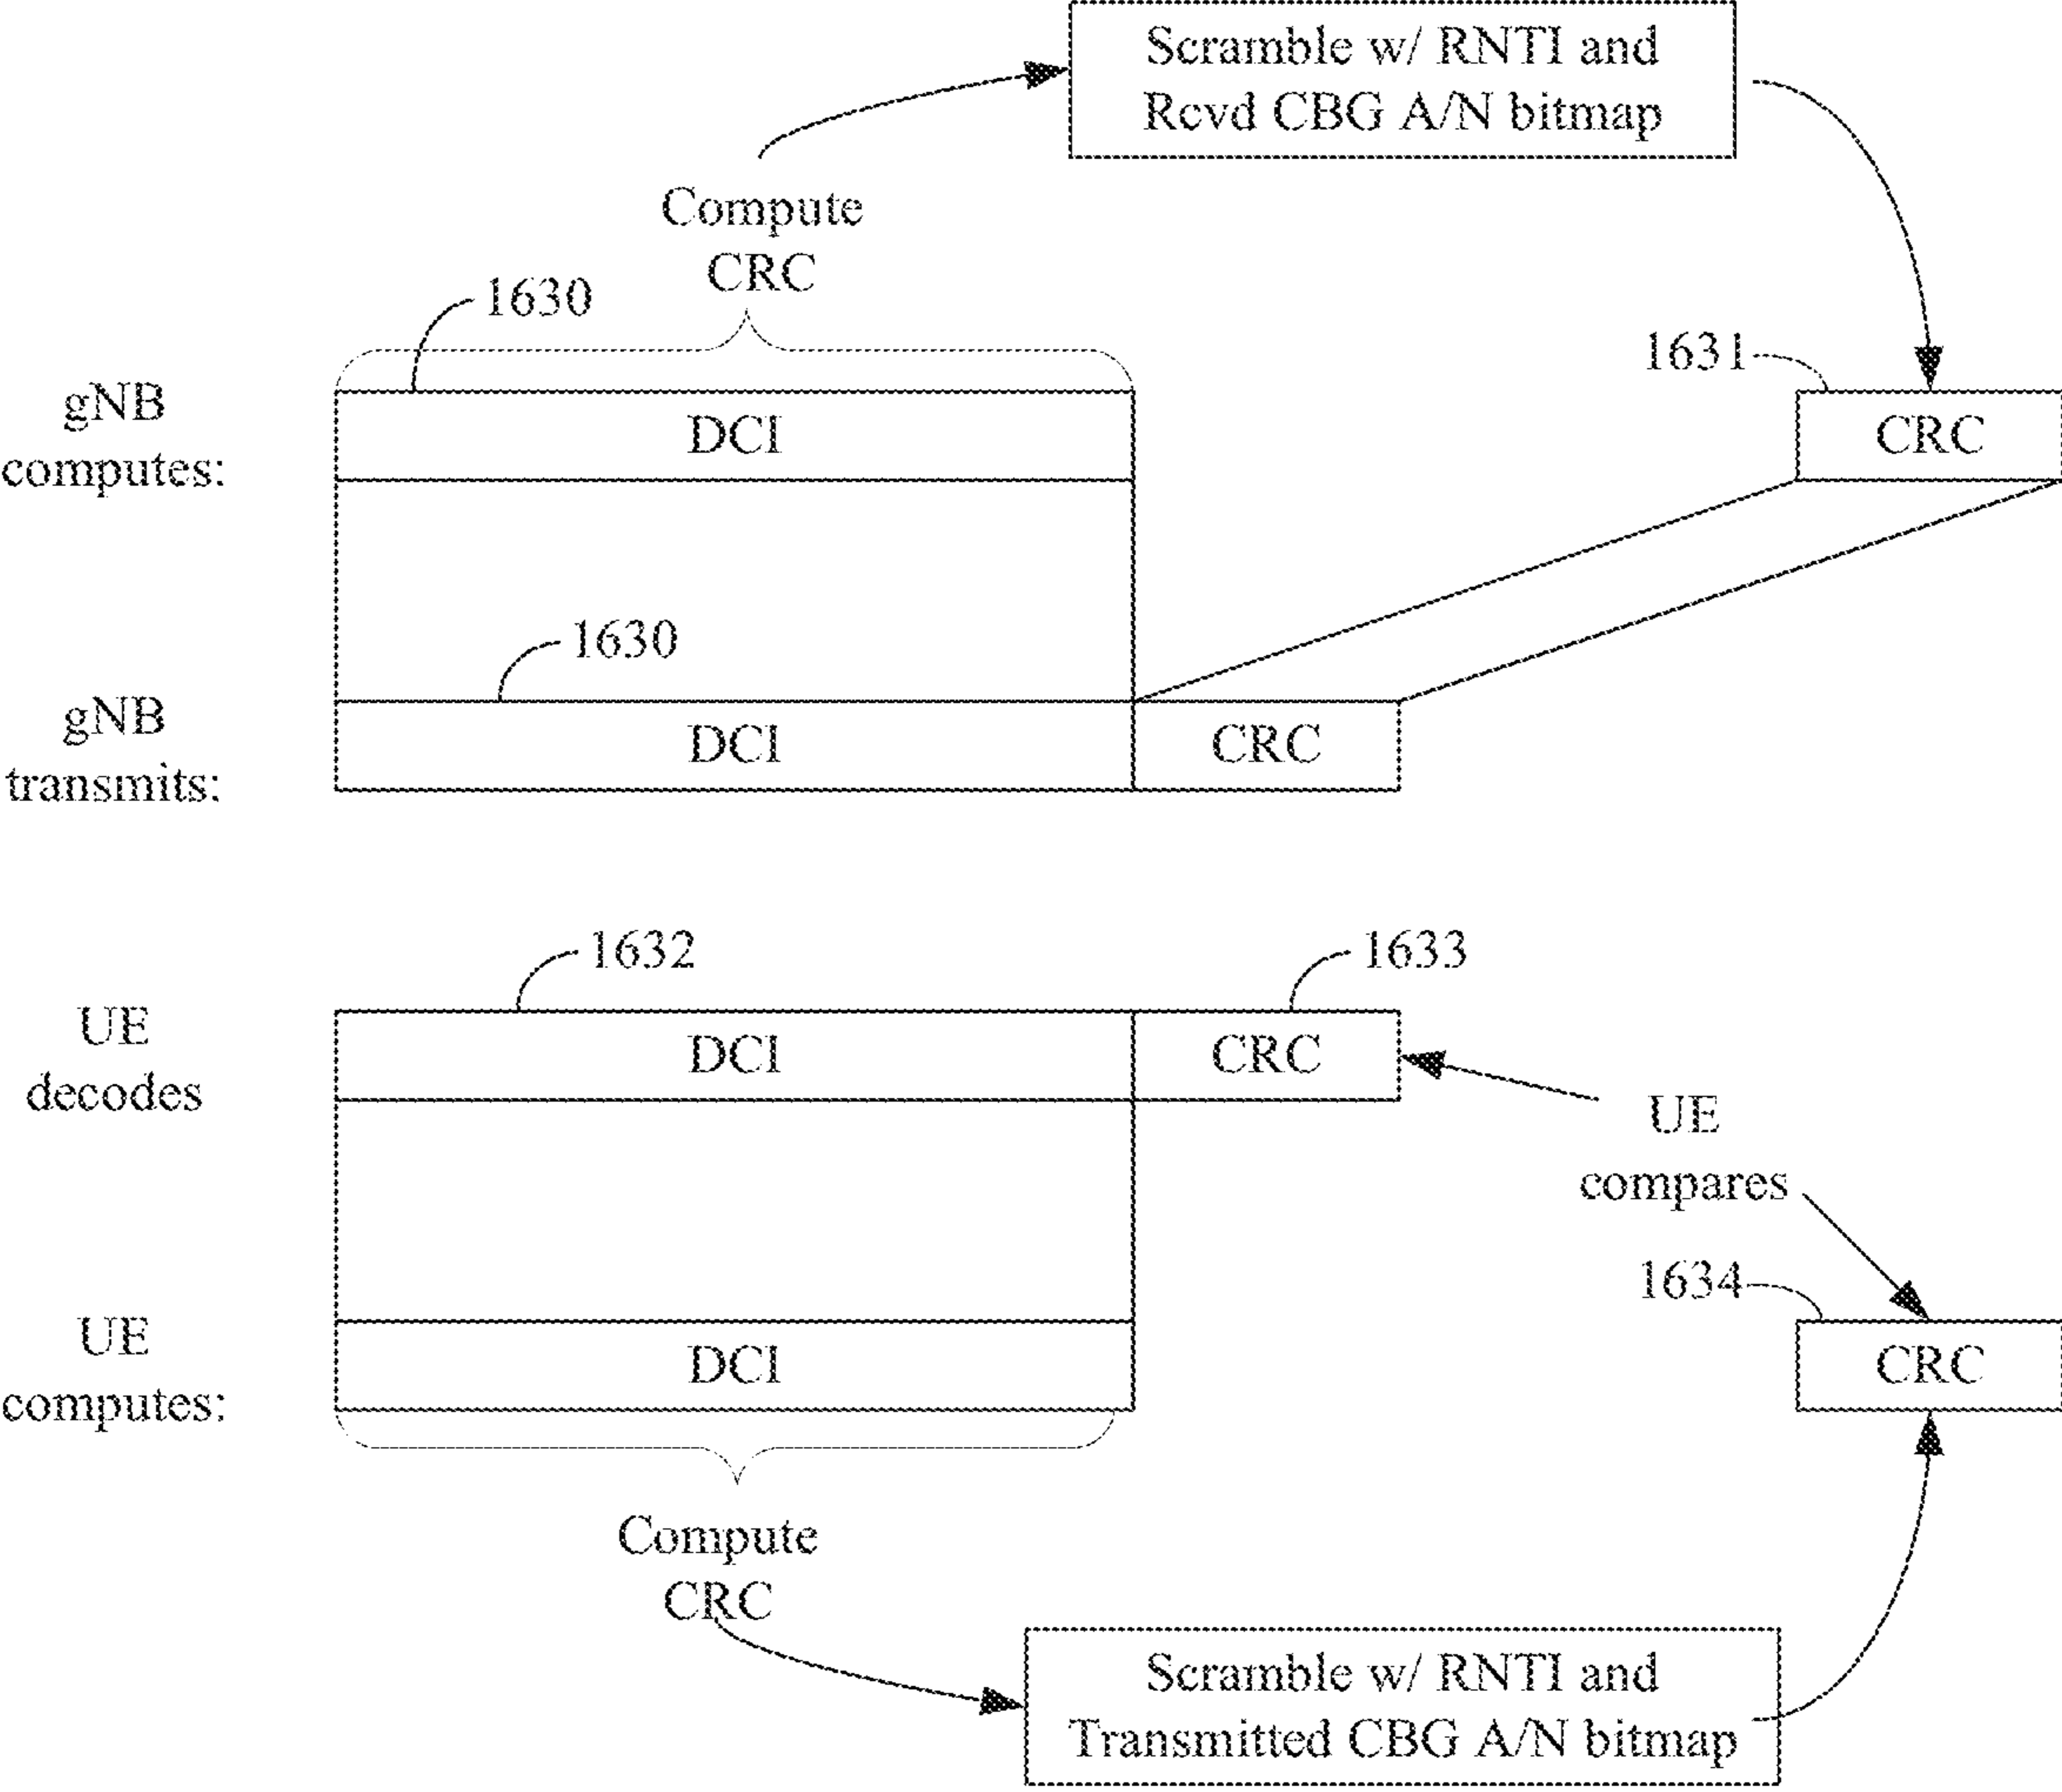 Scramble w/ RNTI and
Rcvd CBG A/N bitmap
Compute
CRC
1630
1631
gNB
computes:
DCI
CRC
1630
gNB
transmits:
DCI
CRC
1632
1633
UE
decodes
DCI
CRC
UE
compares
1634
UE
computes:
DCI
CRC
Compute
CRC
Scramble w/ RNTI and
Transmitted CBG A/N bitmap